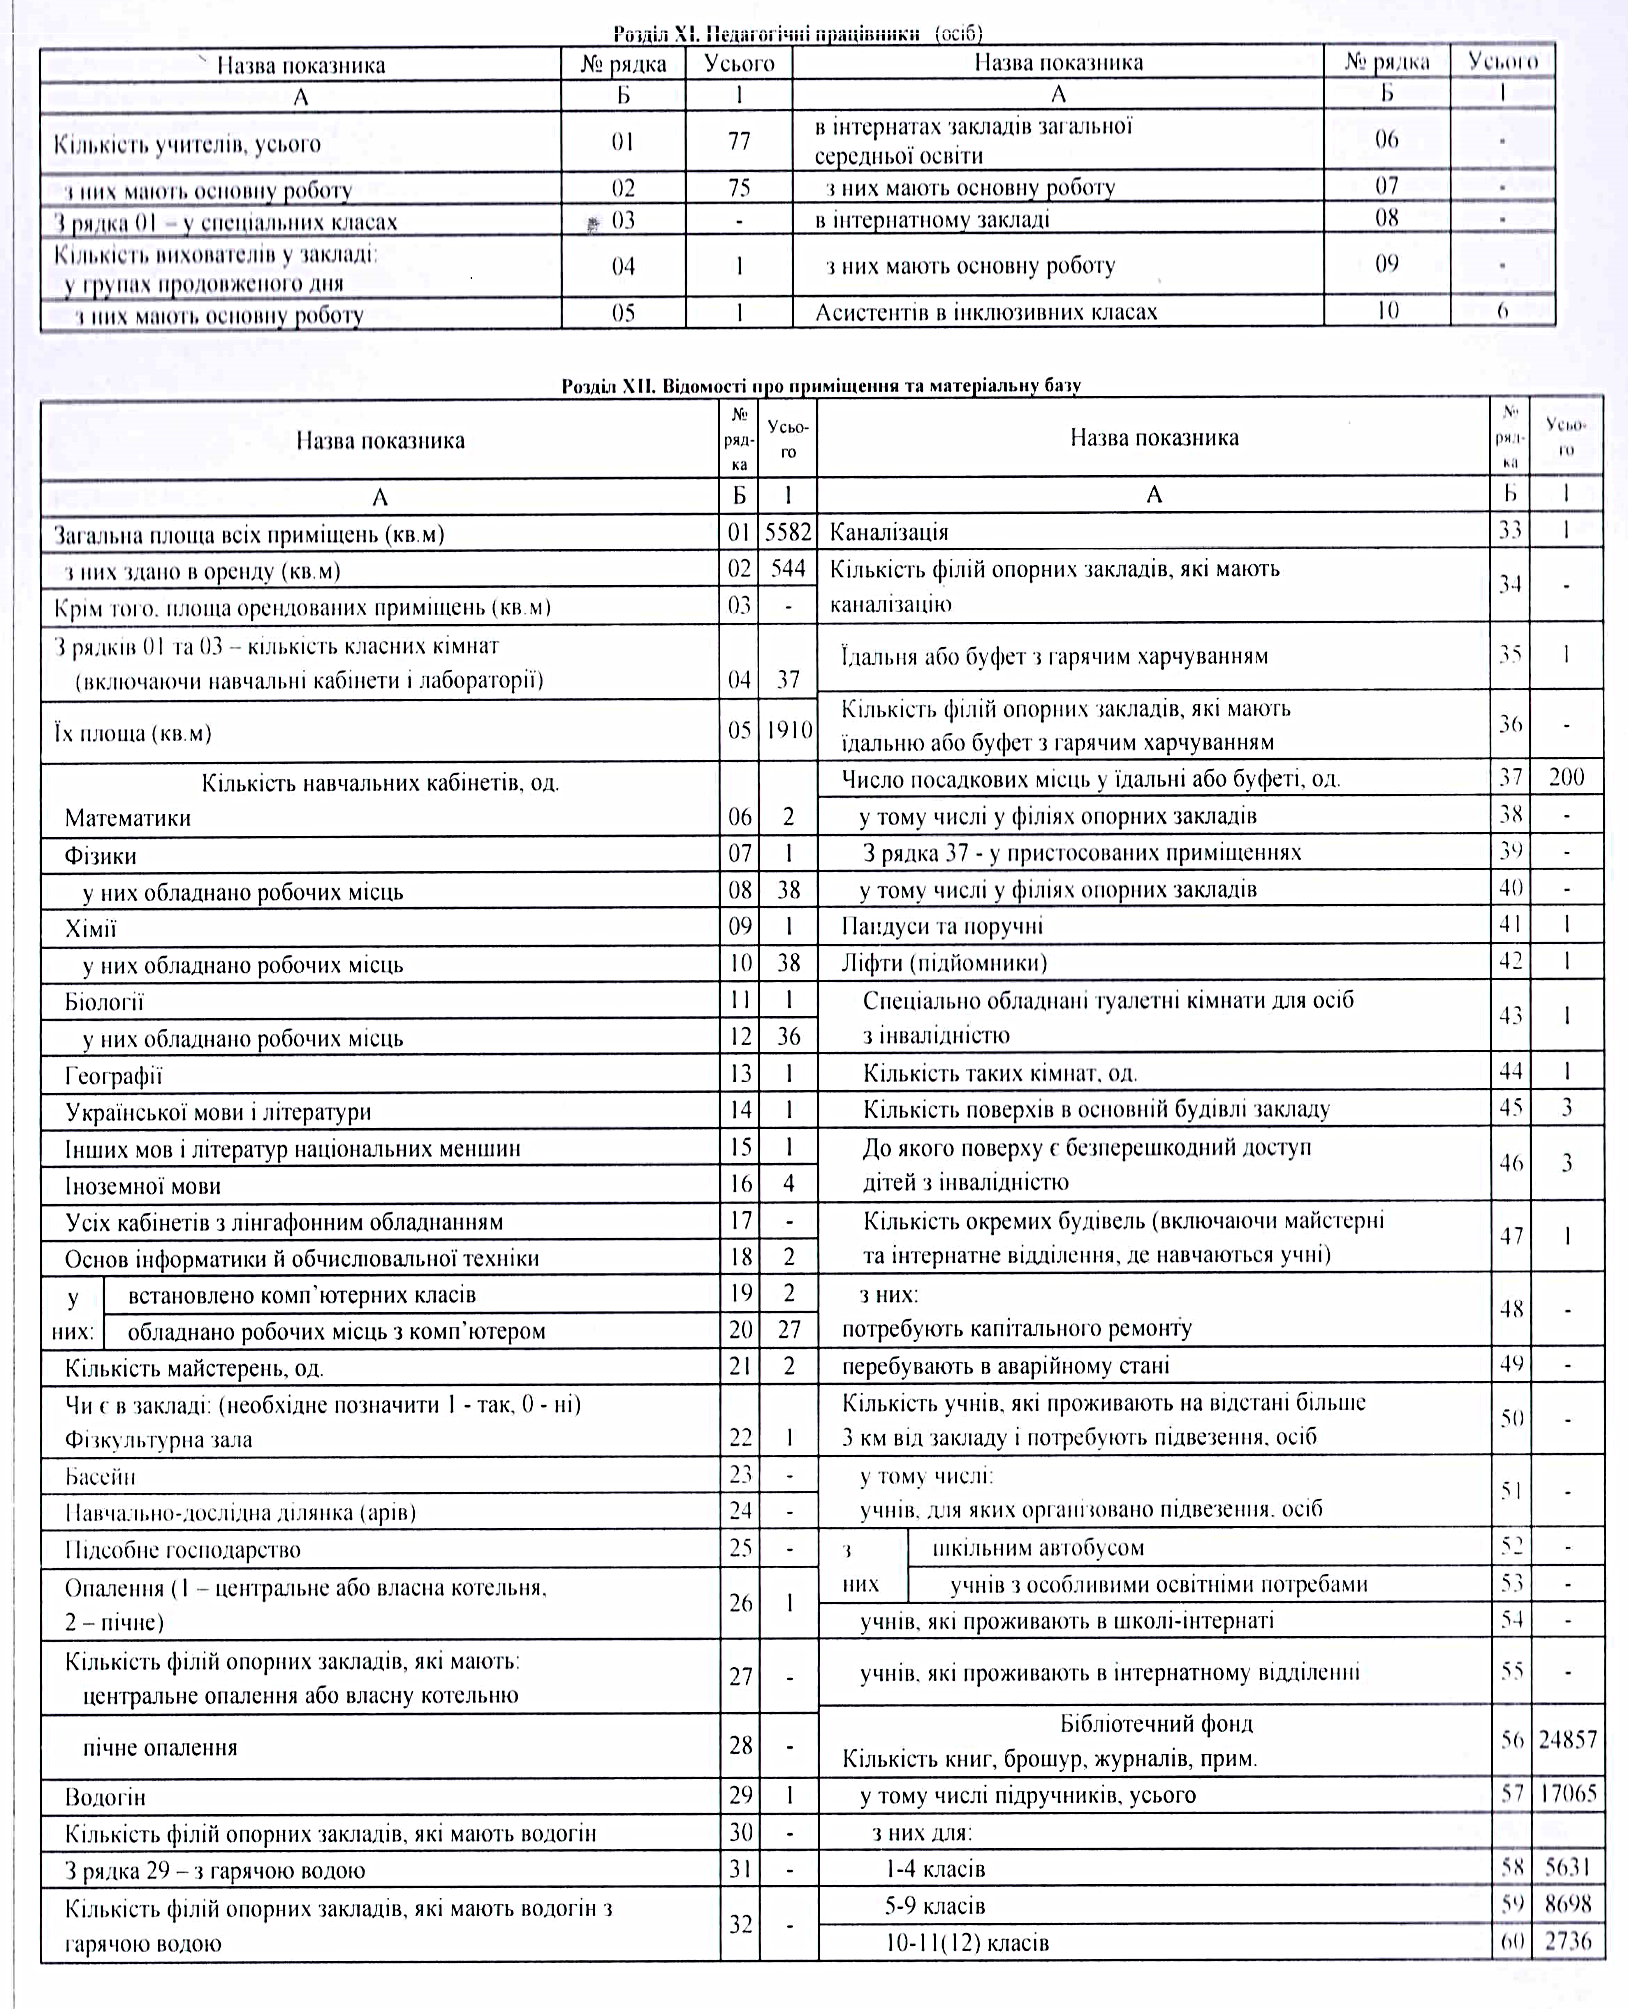 Розділ XI. Педагогічні працівники (осіб)
Назва показника № рядка Усього Назва показника № рядка Усього
А Б 1 А Б 1
Кількість учителів, усього 01 77 в інтернатах закладів загальної
середньої освіти 06 -
з них мають основну роботу 02 75 з них мають основну роботу 07 -
З рядка 01 – у спеціальних класах 03 - в інтернатному закладі 08 -
Кількість вихователів у закладі:
у групах продовженого дня 04 1 з них мають основну роботу 09 -
з них мають основну роботу 05 1 Асистентів в інклюзивних класах 10 6
Розділ XII. Відомості про приміщення та матеріальну базу
Назва показника № ряд-ка Усьо-го Назва показника № ряд-ка Усьо-го
А Б 1 А Б 1
Загальна площа всіх приміщень (кв.м) 01 5582
з них здано в оренду (кв.м) 02 544
Крім того, площа орендованих приміщень (кв.м) 03 -
З рядків 01 та 03 – кількість класних кімнат
(включаючи навчальні кабінети і лабораторії) 04 37
Їх площа (кв.м) 05 1910
Кількість навчальних кабінетів, од.
Математики 06 2
Фізики 07 1
у них обладнано робочих місць 08 38
Хімії 09 1
у них обладнано робочих місць 10 38
Біології 11 1
у них обладнано робочих місць 12 36
Географії 13 1
Української мови і літератури 14 1
Інших мов і літератур національних меншин 15 1
Іноземної мови 16 4
Усіх кабінетів з лінгафонним обладнанням 17 -
Основ інформатики й обчислювальної техніки 18 2
у них: встановлено комп’ютерних класів 19 2
обладнано робочих місць з комп’ютером 20 27
Кількість майстерень, од. 21 2
Чи є в закладі: (необхідне позначити 1 - так, 0 - ні)
Фізкультурна зала 22 1
Басейн 23 -
Навчально-дослідна ділянка (арів) 24 -
Підсобне господарство 25 -
Опалення (1 – центральне або власна котельня,
2 – пічне) 26 1
Кількість філій опорних закладів, які мають:
центральне опалення або власну котельню 27 -
пічне опалення 28 -
Водогін 29 1
Кількість філій опорних закладів, які мають водогін 30 -
З рядка 29 – з гарячою водою 31 -
Кількість філій опорних закладів, які мають водогін з
гарячою водою 32 -
Каналізація 33 1
Кількість філій опорних закладів, які мають
каналізацію 34 -
Їдальня або буфет з гарячим харчуванням 35 1
Кількість філій опорних закладів, які мають
їдальню або буфет з гарячим харчуванням 36 -
Число посадкових місць у їдальні або буфеті, од. 37 200
у тому числі у філіях опорних закладів 38 -
З рядка 37 - у пристосованих приміщеннях 39 -
у тому числі у філіях опорних закладів 40 -
Пандуси та поручні 41 1
Ліфти (підйомники) 42 1
Спеціально обладнані туалетні кімнати для осіб
з інвалідністю 43 1
Кількість таких кімнат, од. 44 1
Кількість поверхів в основній будівлі закладу 45 3
До якого поверху є безперешкодний доступ
дітей з інвалідністю 46 3
Кількість окремих будівель (включаючи майстерні
та інтернатне відділення, де навчаються учні) 47 1
з них:
потребують капітального ремонту 48 -
перебувають в аварійному стані 49 -
Кількість учнів, які проживають на відстані більше
3 км від закладу і потребують підвезення, осіб 50 -
у тому числі:
учнів, для яких організовано підвезення, осіб 51 -
з них шкільним автобусом 52 -
учнів з особливими освітніми потребами 53 -
учнів, які проживають в школі-інтернаті 54 -
учнів, які проживають в інтернатному відділенні 55 -
Бібліотечний фонд
Кількість книг, брошур, журналів, прим. 56 24857
у тому числі підручників, усього 57 17065
з них для:
1-4 класів 58 5631
5-9 класів 59 8698
10-11(12) класів 60 2736